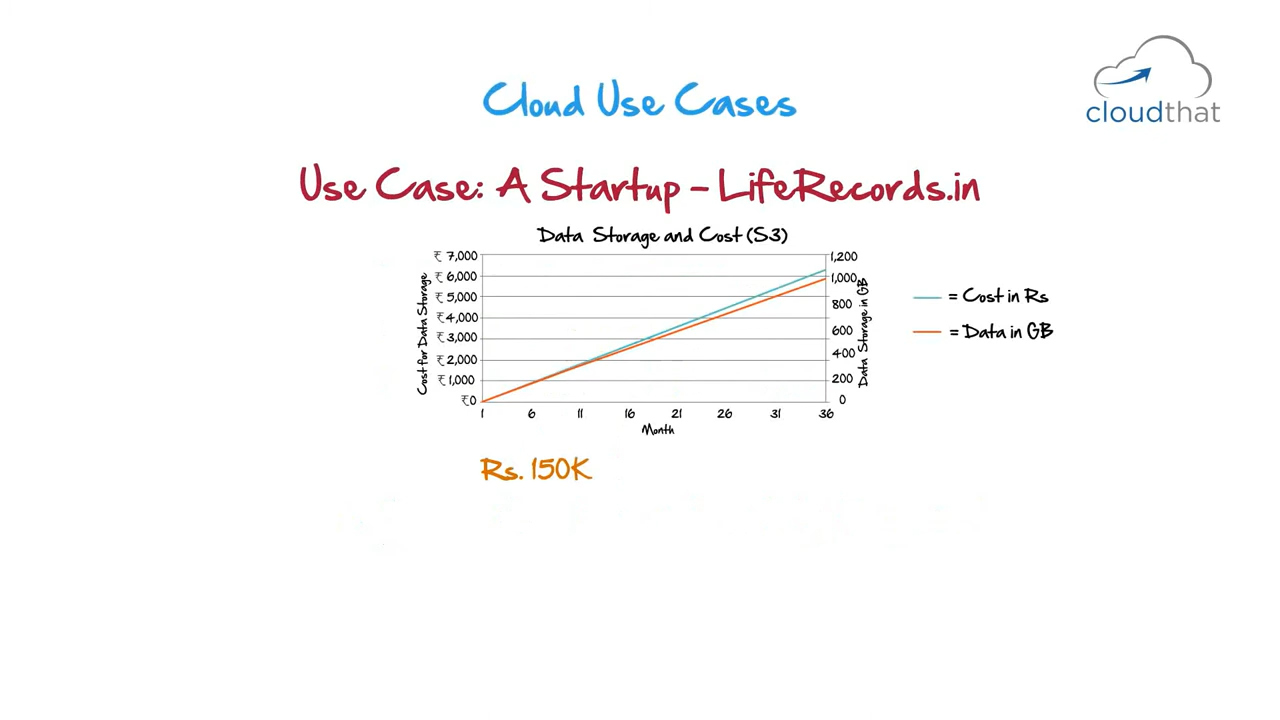 cloudthat
Cloud Use Cases
Use Case: A Startup - LifeRecords.in
Data Storage and Cost (S3)
Cost for Data Storage
₹ 7,000
₹ 6,000
₹ 5,000
₹ 4,000
₹ 3,000
₹ 2,000
₹ 1,000
₹0
1,200
1,000
800
600
400
200
0
Data Storage in GB
1 6 11 16 21 26 31 36
Month
= Cost in Rs
= Data in GB
Rs. 150K